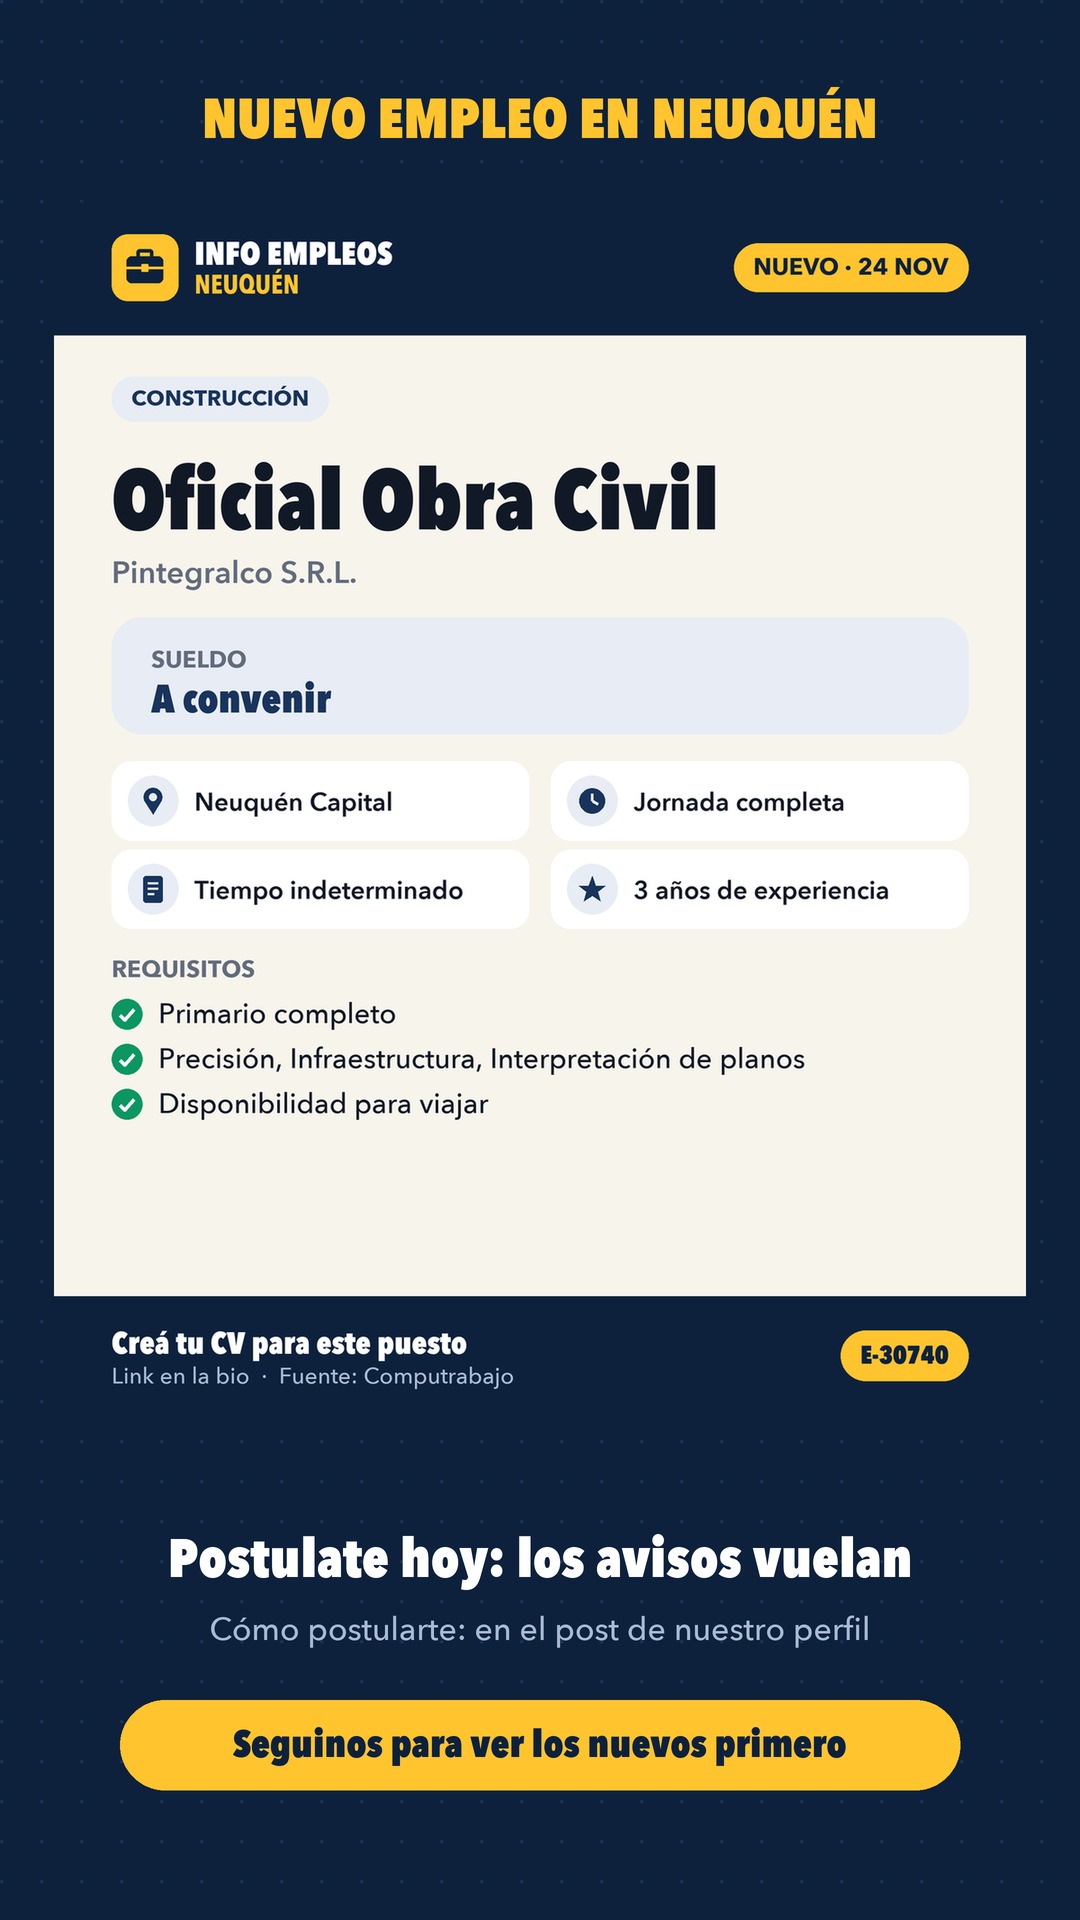 NUEVO EMPLEO EN NEUQUÉN
INFO EMPLEOS
NEUQUÉN
NUEVO · 24 NOV
CONSTRUCCIÓN
Oficial Obra Civil
Pintegralco S.R.L.
SUELDO
A convenir
Neuquén Capital
Jornada completa
Tiempo indeterminado
3 años de experiencia
REQUISITOS
Primario completo
Precisión, Infraestructura, Interpretación de planos
Disponibilidad para viajar
Creá tu CV para este puesto
Link en la bio · Fuente: Computrabajo
E-30740
Postulate hoy: los avisos vuelan
Cómo postularte: en el post de nuestro perfil
Seguinos para ver los nuevos primero